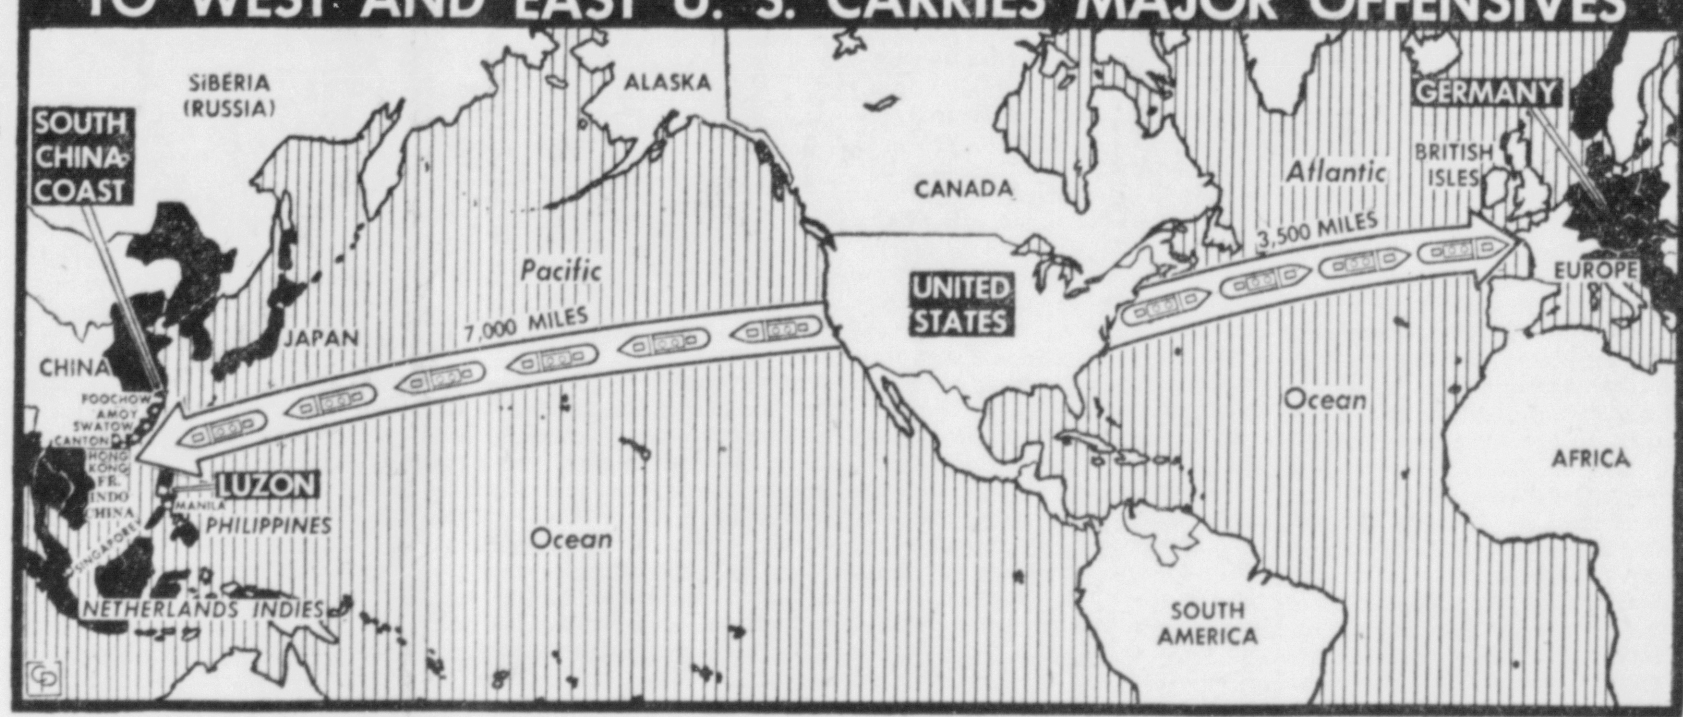 TO WEST AND EAST U. S. CARRIES MAJOR OFFENSIVES
SIBERIA
(RUSSIA)
ALASKA
SOUTH
CHINA
COAST
GERMANY
BRITISH
ISLES
Atlantic
CANADA
3,500 MILES
Pacific
EUROPE
UNITED
STATES
7,000 MILES
JAPAN
CHINA
FOOCHOW
AMOY
SWATOW
CANTON
HONG
KONG
FR.
INDO
CHINA
Ocean
AFRICA
LUZON
MANILA
PHILIPPINES
SINGAPORE
Ocean
NETHERLANDS INDIES
SOUTH
AMERICA
CP